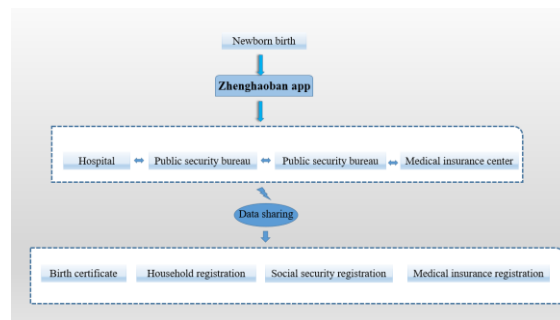 Newborn birth
Zhenghaoban app
Hospital Public security bureau Public security bureau Medical insurance center
Data sharing
Birth certificate Household registration Social security registration Medical insurance registration